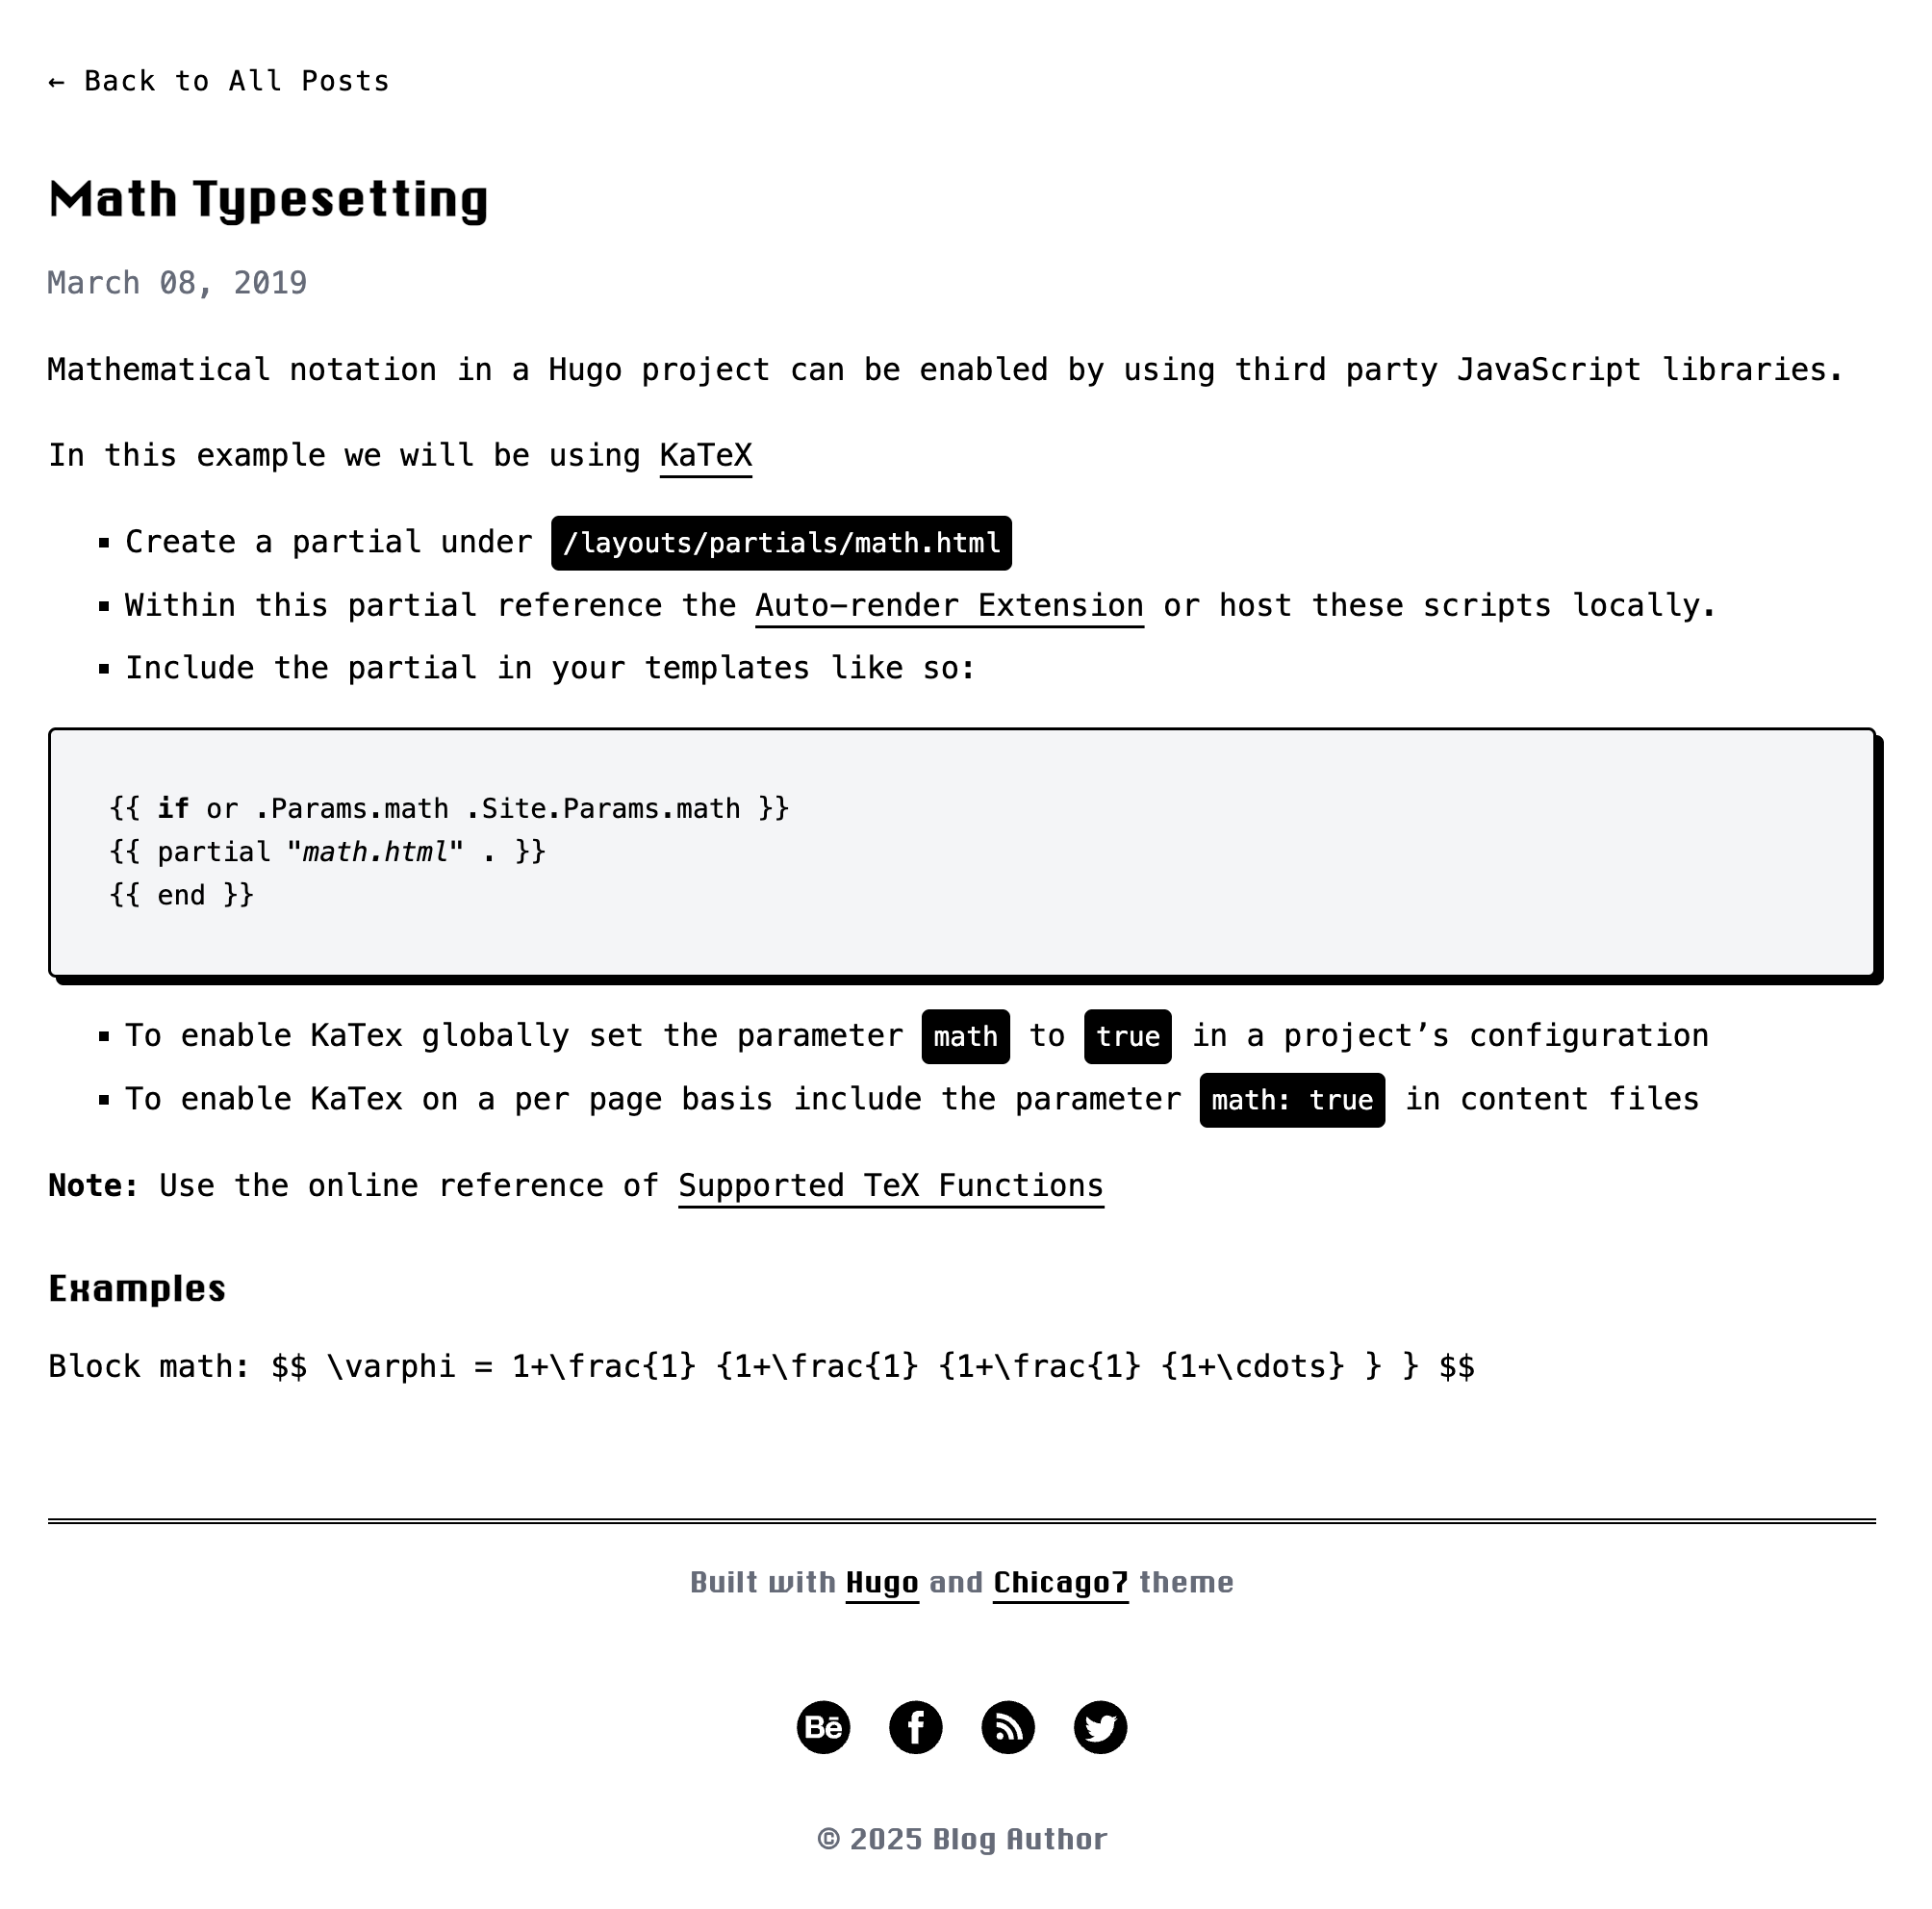 ← Back to All Posts
Math Typesetting
March 08, 2019
Mathematical notation in a Hugo project can be enabled by using third party JavaScript libraries.
In this example we will be using KaTeX
▪ Create a partial under /layouts/partials/math.html
▪ Within this partial reference the Auto-render Extension or host these scripts locally.
▪ Include the partial in your templates like so:
{{ if or .Params.math .Site.Params.math }}
{{ partial "math.html" . }}
{{ end }}
▪ To enable KaTex globally set the parameter math to true in a project’s configuration
▪ To enable KaTex on a per page basis include the parameter math: true in content files
Note: Use the online reference of Supported TeX Functions
Examples
Block math: $$ \varphi = 1+\frac{1} {1+\frac{1} {1+\frac{1} {1+\cdots} } } $$
Built with Hugo and Chicago7 theme
Bē f
© 2025 Blog Author